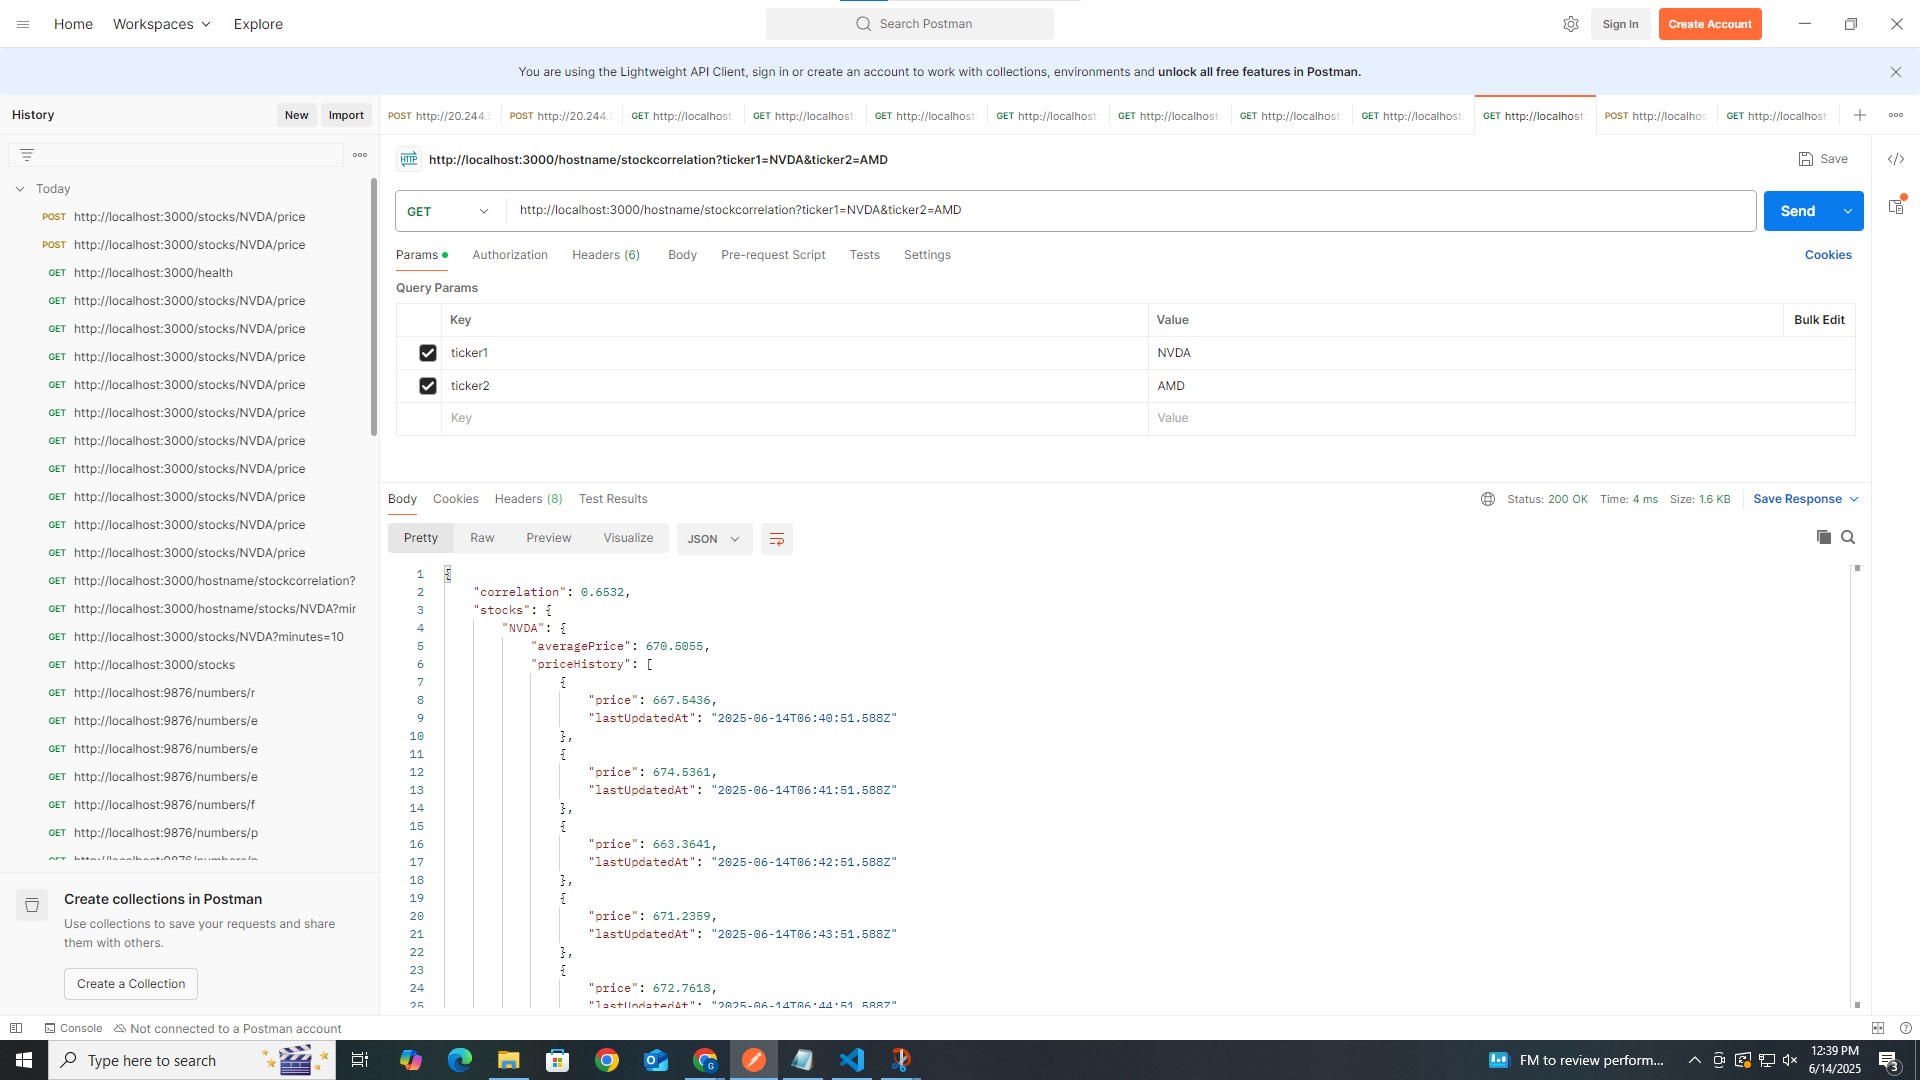 Home
Workspaces
Explore
Search Postman
Sign In
Create Account
You are using the Lightweight API Client, sign in or create an account to work with collections, environments and unlock all free features in Postman.
History
New
Import
POST http://20.244.
POST http://20.244.
GET http://localhost:
GET http://localhost:
GET http://localhost:
GET http://localhost:
GET http://localhost:
GET http://localhost:
GET http://localhost:
GET http://localhost:
POST http://localhos
GET http://localhost:
Today
POST http://localhost:3000/stocks/NVDA/price
POST http://localhost:3000/stocks/NVDA/price
GET http://localhost:3000/health
GET http://localhost:3000/stocks/NVDA/price
GET http://localhost:3000/stocks/NVDA/price
GET http://localhost:3000/stocks/NVDA/price
GET http://localhost:3000/stocks/NVDA/price
GET http://localhost:3000/stocks/NVDA/price
GET http://localhost:3000/stocks/NVDA/price
GET http://localhost:3000/stocks/NVDA/price
GET http://localhost:3000/stocks/NVDA/price
GET http://localhost:3000/stocks/NVDA/price
GET http://localhost:3000/stocks/NVDA/price
GET http://localhost:3000/hostname/stockcorrelation?
GET http://localhost:3000/hostname/stocks/NVDA?mir
GET http://localhost:3000/stocks/NVDA?minutes=10
GET http://localhost:3000/stocks
GET http://localhost:9876/numbers/r
GET http://localhost:9876/numbers/e
GET http://localhost:9876/numbers/e
GET http://localhost:9876/numbers/e
GET http://localhost:9876/numbers/f
GET http://localhost:9876/numbers/p
Create collections in Postman
Use collections to save your requests and share
them with others.
Create a Collection
HTTP http://localhost:3000/hostname/stockcorrelation?ticker1=NVDA&ticker2=AMD
Save
GET
http://localhost:3000/hostname/stockcorrelation?ticker1=NVDA&ticker2=AMD
Send
Params
Authorization
Headers (6)
Body
Pre-request Script
Tests
Settings
Cookies
Query Params
Key Value Bulk Edit
ticker1 NVDA
ticker2 AMD
Key Value
Body
Cookies
Headers (8)
Test Results
Status: 200 OK Time: 4 ms Size: 1.6 KB
Save Response
Pretty
Raw
Preview
Visualize
JSON
1 {
2 "correlation": 0.6532,
3 "stocks": {
4 "NVDA": {
5 "averagePrice": 670.5055,
6 "priceHistory": [
7 {
8 "price": 667.5436,
9 "lastUpdatedAt": "2025-06-14T06:40:51.588Z"
10 },
11 {
12 "price": 674.5361,
13 "lastUpdatedAt": "2025-06-14T06:41:51.588Z"
14 },
15 {
16 "price": 663.3641,
17 "lastUpdatedAt": "2025-06-14T06:42:51.588Z"
18 },
19 {
20 "price": 671.2359,
21 "lastUpdatedAt": "2025-06-14T06:43:51.588Z"
22 },
23 {
24 "price": 672.7618,
25 "lastUpdatedAt": "2025-06-14T06:44:51.588Z"
Console
Not connected to a Postman account
Type here to search
FM to review perform...
12:39 PM
6/14/2025
3